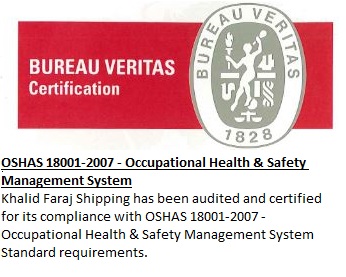 BUREAU VERITAS
Certification
BUREAU VERITAS
1828
OSHAS 18001-2007 - Occupational Health & Safety
Management System
Khalid Faraj Shipping has been audited and certified
for its compliance with OSHAS 18001-2007 -
Occupational Health & Safety Management System
Standard requirements.